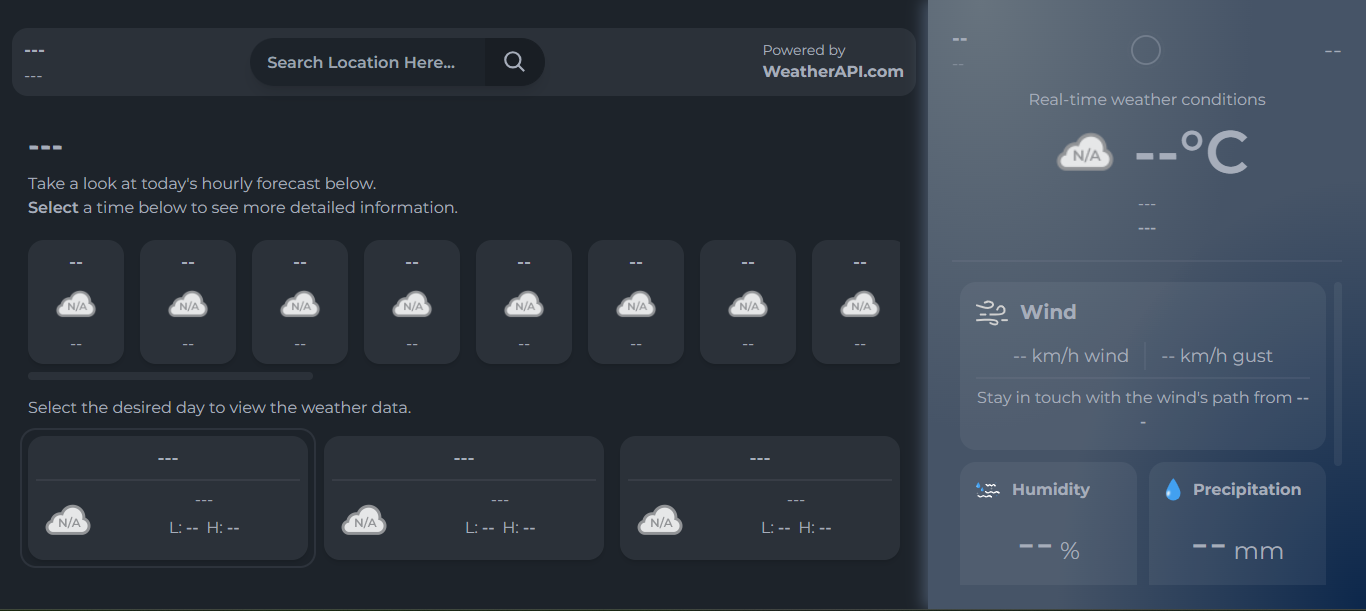 ---
---
Search Location Here...
Powered by
WeatherAPI.com
---
Take a look at today's hourly forecast below.
Select a time below to see more detailed information.
-- -- -- -- -- -- -- --
N/A N/A N/A N/A N/A N/A N/A N/A
-- -- -- -- -- -- -- --
Select the desired day to view the weather data.
---
N/A
---
L: -- H: --
---
N/A
---
L: -- H: --
---
N/A
---
L: -- H: --
--
--
--
Real-time weather conditions
N/A --°C
---
---
Wind
-- km/h wind -- km/h gust
Stay in touch with the wind's path from --
-
Humidity
-- %
Precipitation
-- mm